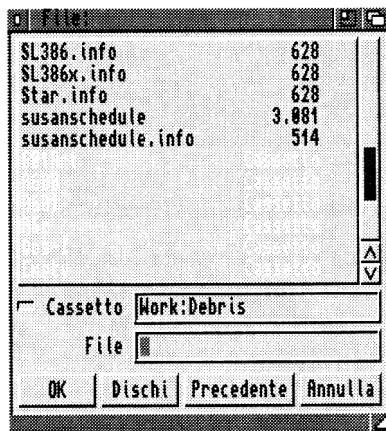 File:
SL386.info 628
SL386x.info 628
Star.info 628
susanschedule 3.081
susanschedule.info 514
Cassetto
Cassetto
Cassetto
Cassetto
Cassetto
Cassetto
Cassetto Work:Debris
File
OK Dischi Precedente Annulla